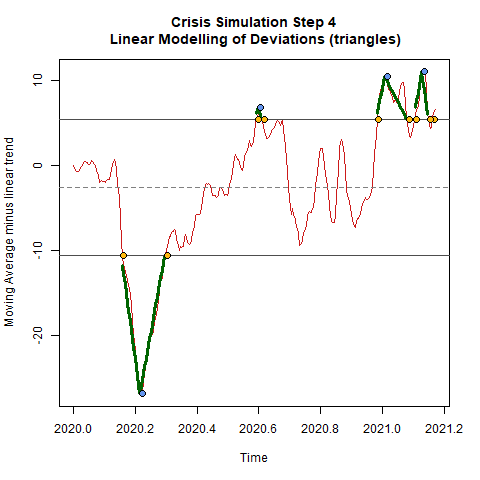 Crisis Simulation Step 4
Linear Modelling of Deviations (triangles)
Moving Average minus linear trend
10
0
-10
-20
2020.0 2020.2 2020.4 2020.6 2020.8 2021.0 2021.2
Time